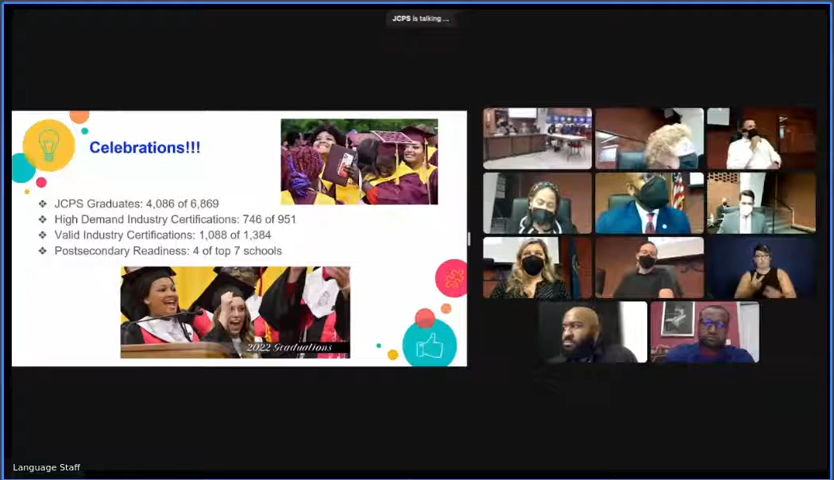 JCPS is talking ...
Celebrations!!!
❖ JCPS Graduates: 4,086 of 6,869
❖ High Demand Industry Certifications: 746 of 951
❖ Valid Industry Certifications: 1,088 of 1,384
❖ Postsecondary Readiness: 4 of top 7 schools
2022 Graduations
Language Staff